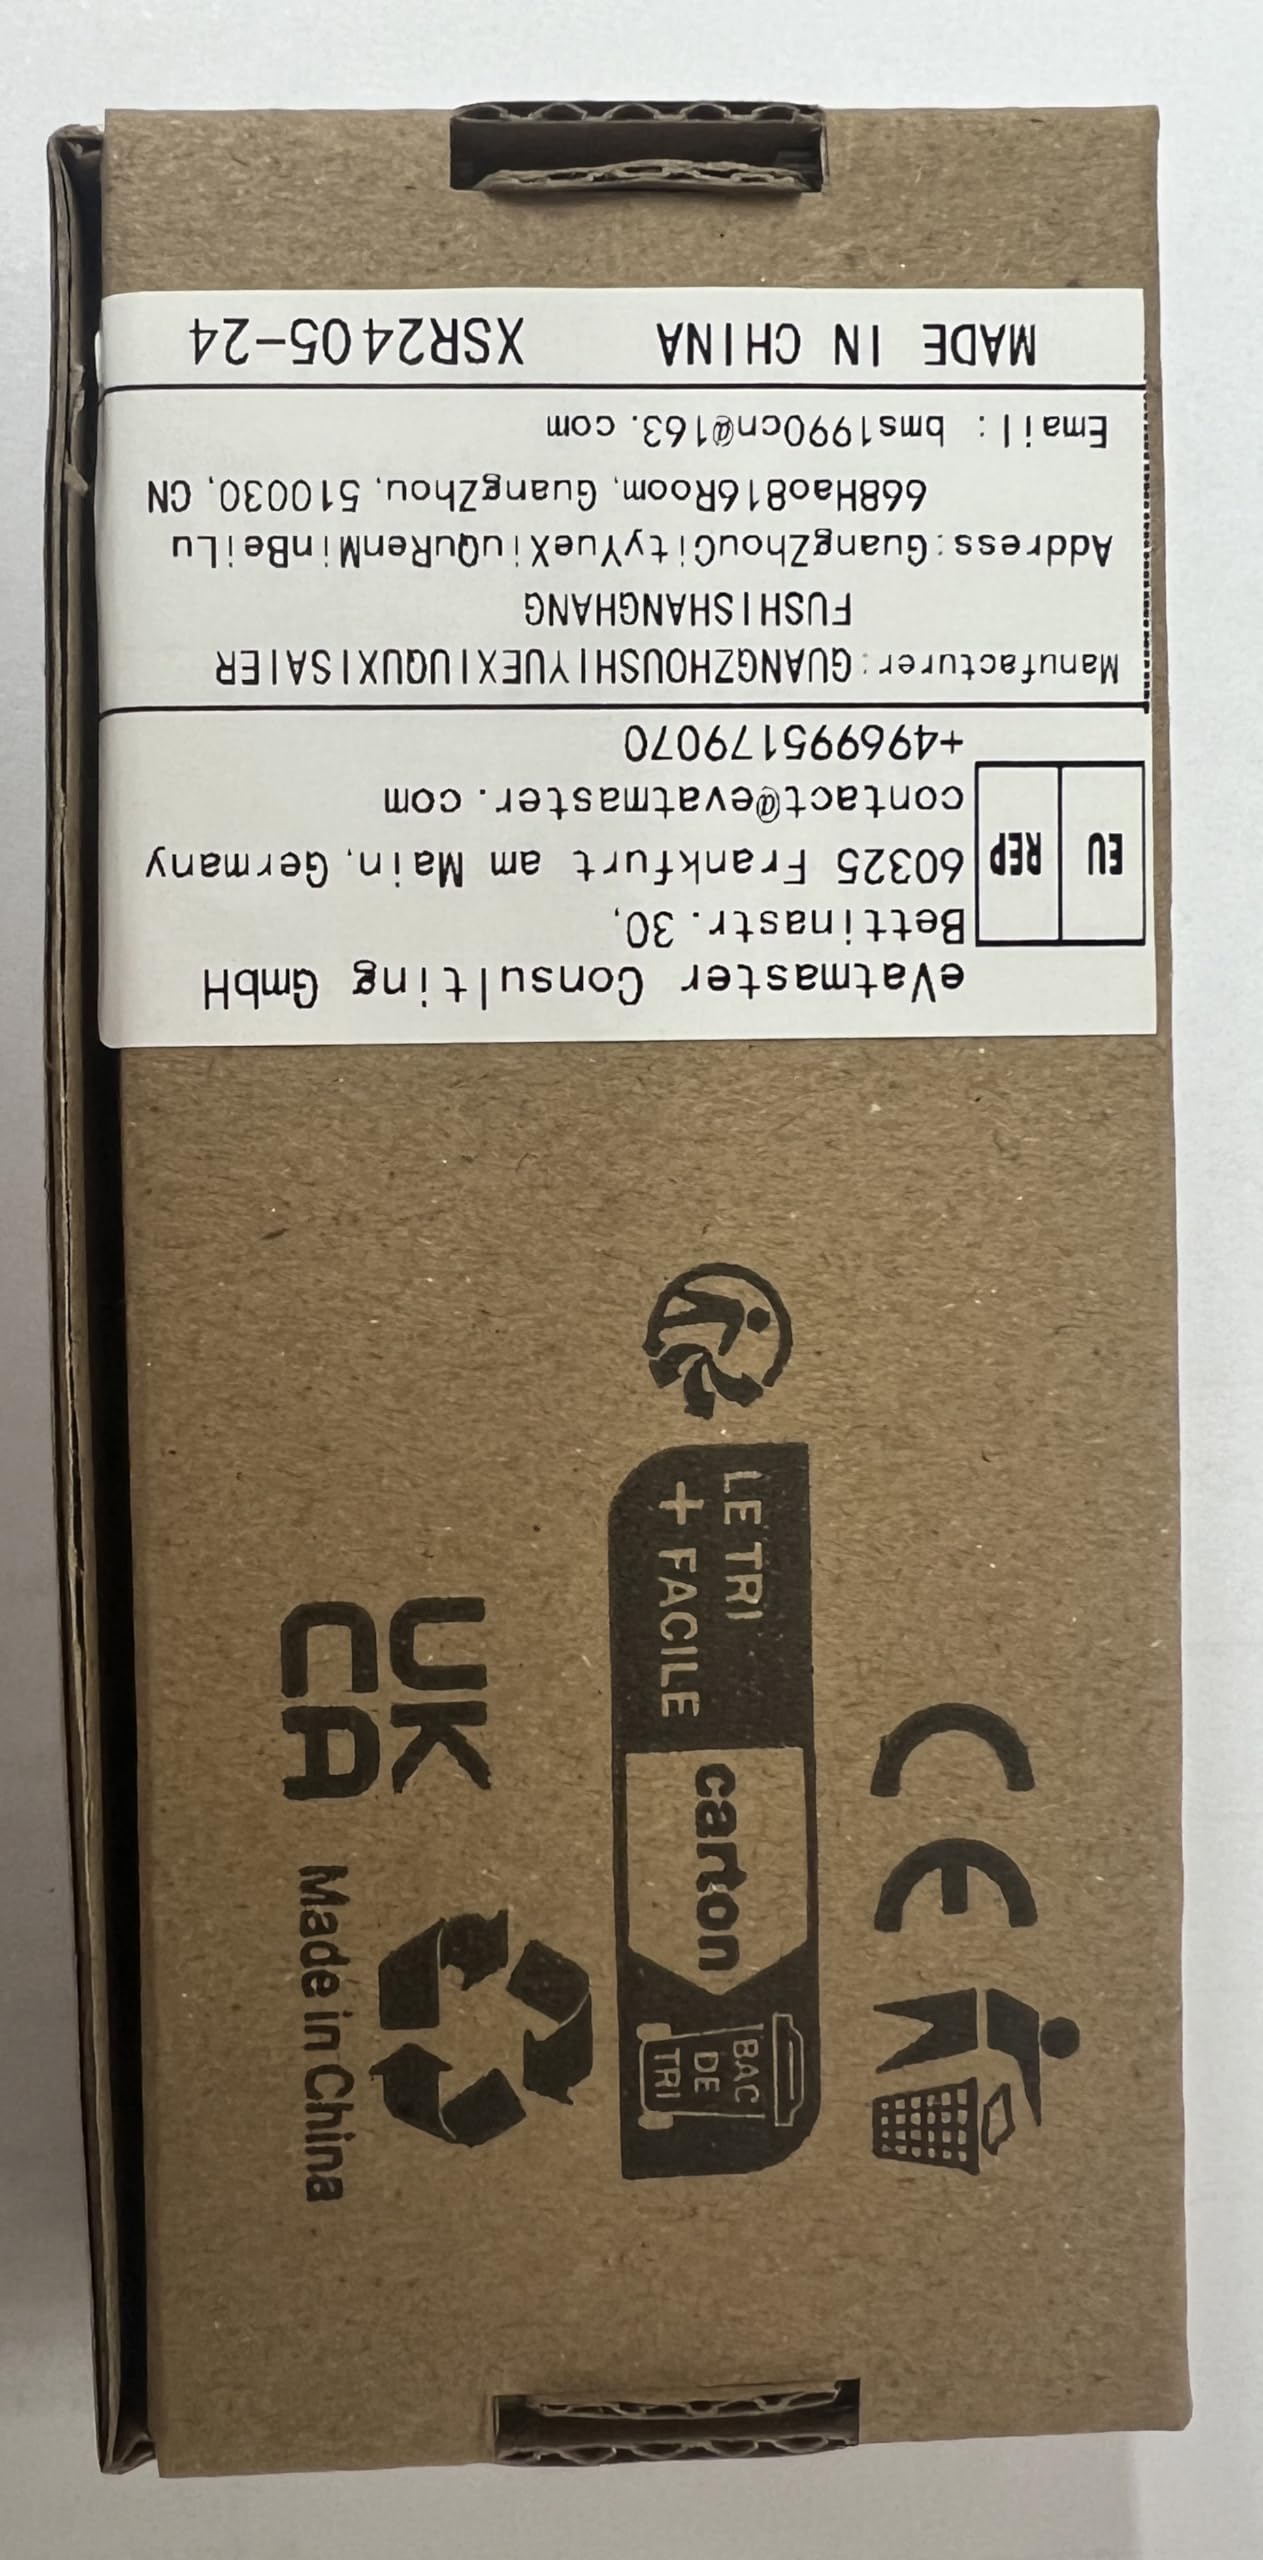 eVatmaster Consulting GmbH
Bettinastr. 30,
60325 Frankfurt am Main, Germany
contact@evatmaster.com
+4969951790 70
EU REP
Manufacturer:GUANGZHOUSHIYUEXIUQUXISAIER
FUSHISHANGHANG
Address:GuangZhouCityYueXiuQuRenMinBeiLu
668Hao816Room, GuangZhou, 510030, CN
Email: bms1990cn@163.com
MADE IN CHINA XSR2405-24
CE
LE TRI
+ FACILE
carton
BAC
DE
TRI
UK
CA
Made in China